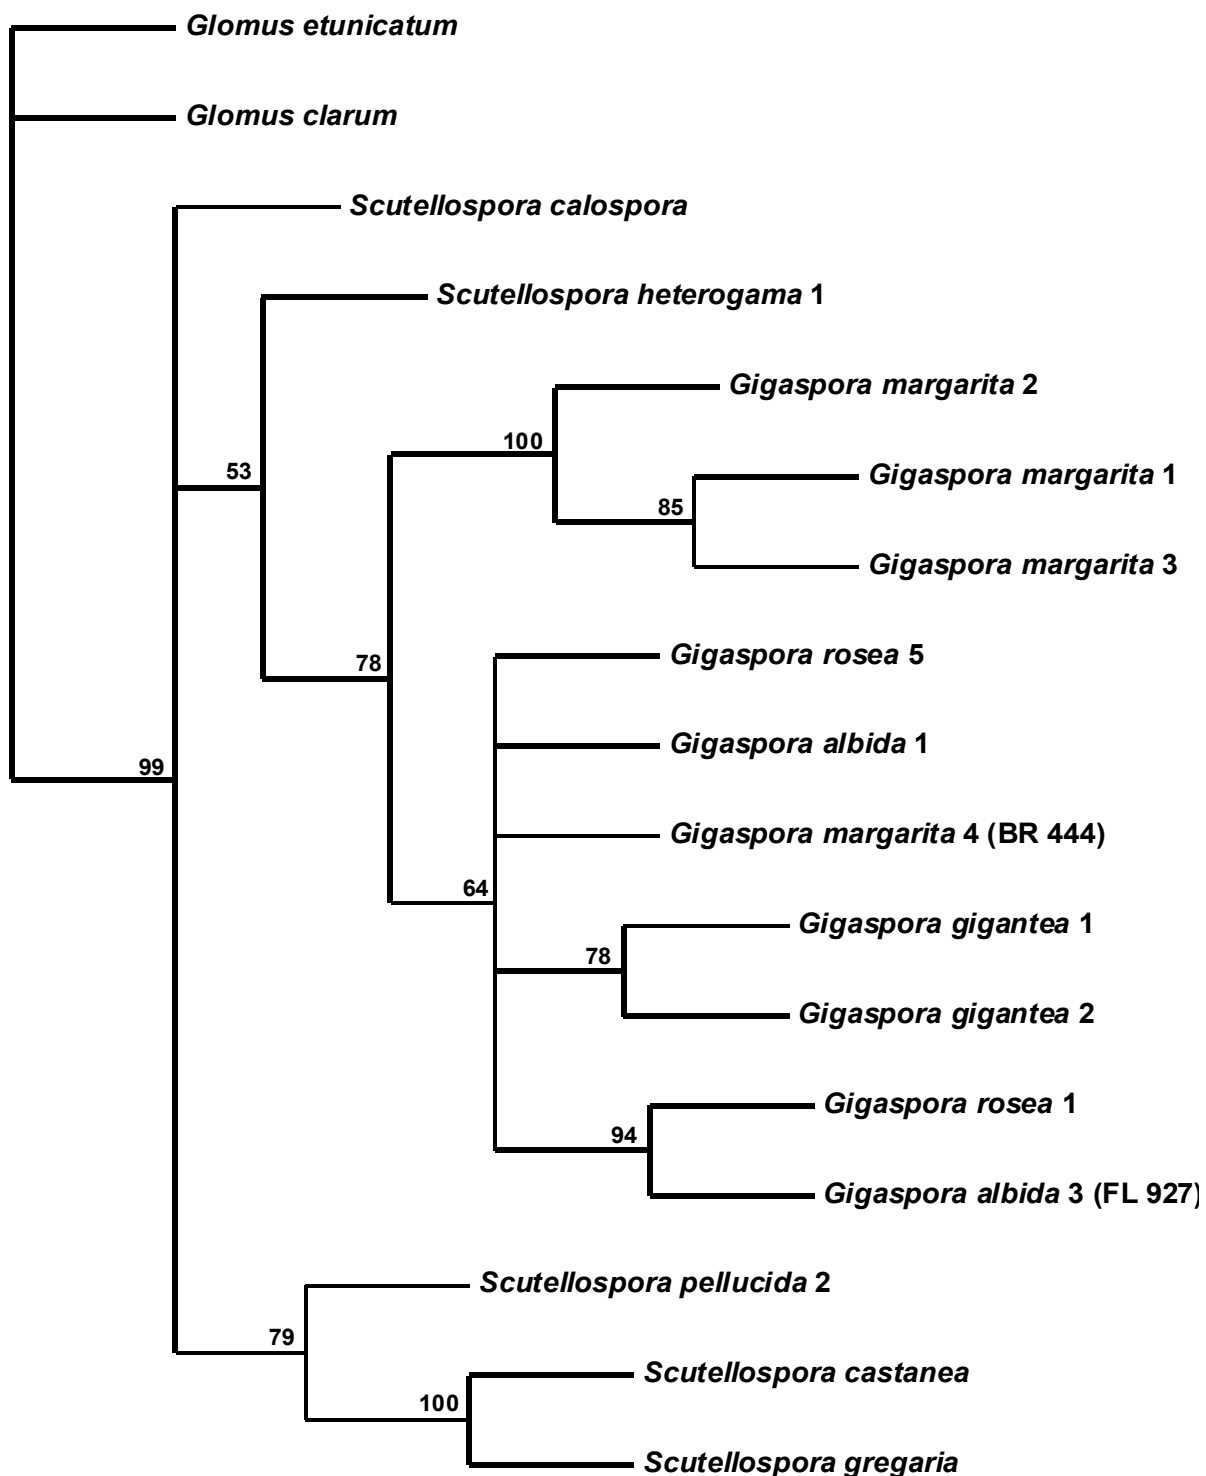 Glomus etunicatum
Glomus clarum
Scutellospora calospora
Scutellospora heterogama 1
Gigaspora margarita 2
100
53
Gigaspora margarita 1
85
Gigaspora margarita 3
Gigaspora rosea 5
78
Gigaspora albida 1
99
Gigaspora margarita 4 (BR 444)
64
Gigaspora gigantea 1
78
Gigaspora gigantea 2
Gigaspora rosea 1
94
Gigaspora albida 3 (FL 927)
Scutellospora pellucida 2
79
Scutellospora castanea
100
Scutellospora gregaria